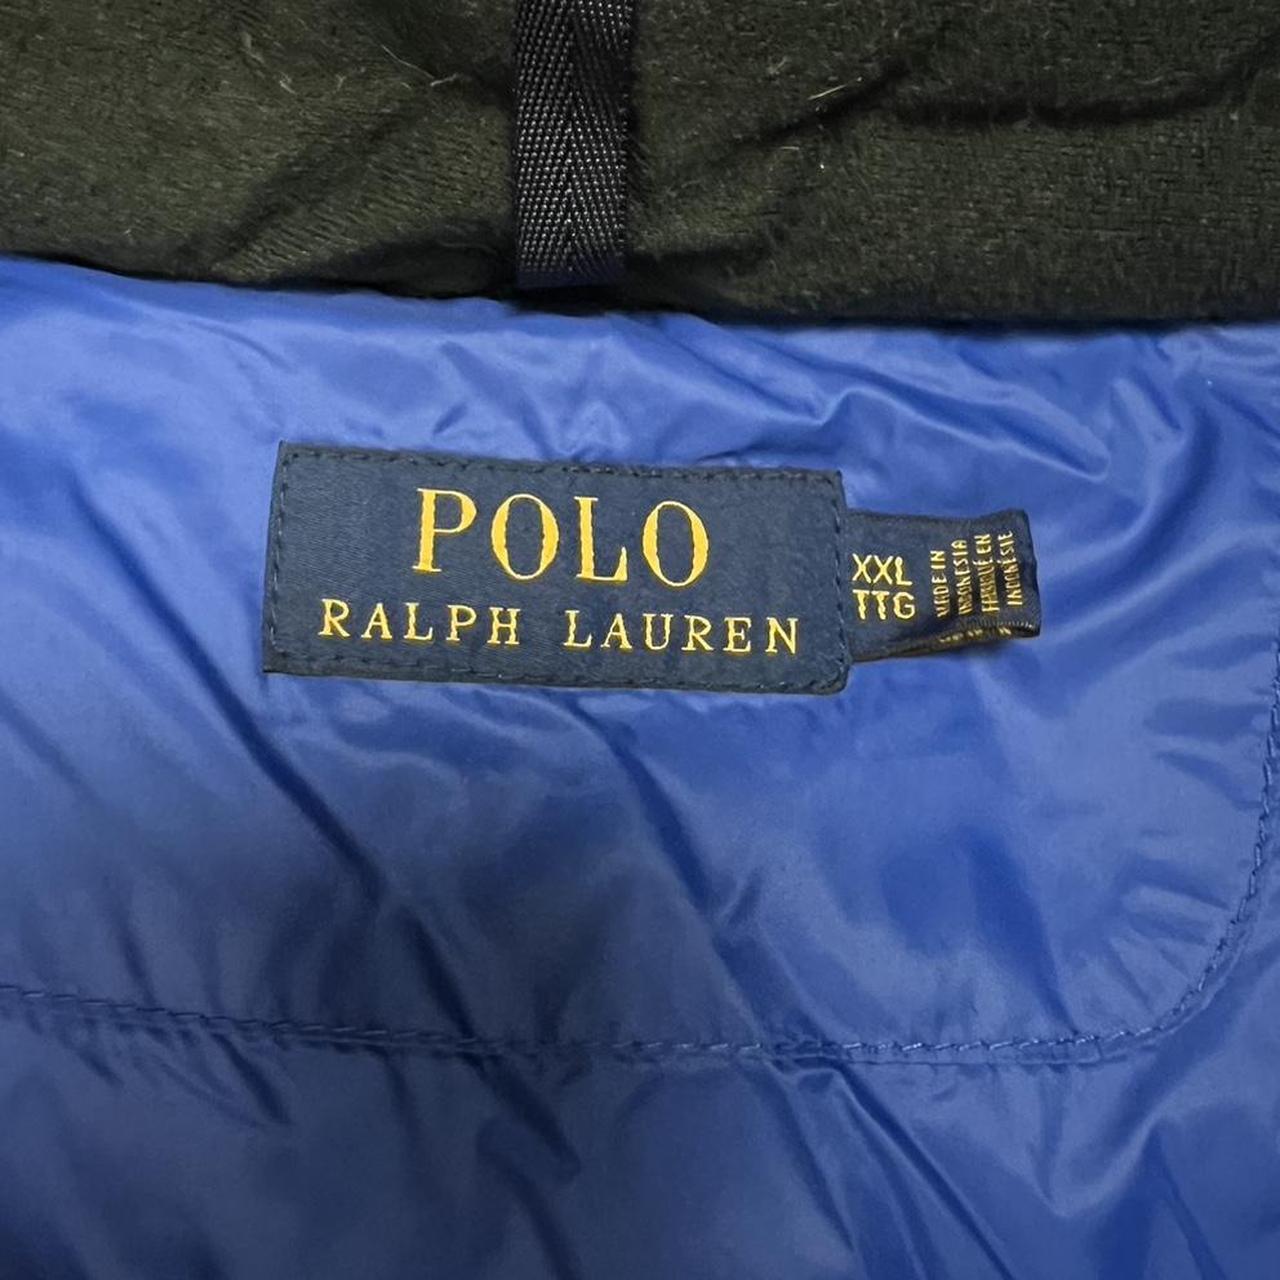 POLO
RALPH LAUREN
XXL
TTG
MADE IN
INDONESIA
FABRIQUÉ EN
INDONÉSIE